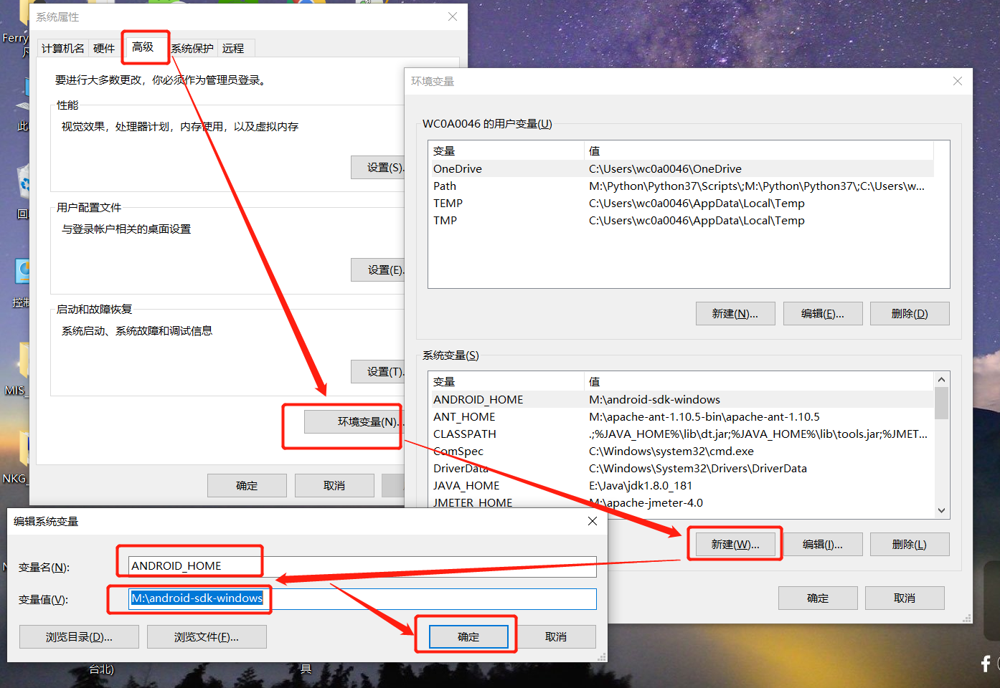 系统属性
计算机名
硬件
高级
系统保护
远程
要进行大多数更改，你必须作为管理员登录。
性能
视觉效果，处理器计划，内存使用，以及虚拟内存
设置(S).
用户配置文件
与登录帐户相关的桌面设置
设置(E).
启动和故障恢复
系统启动、系统故障和调试信息
设置(T).
环境变量(N)..
确定
取消
环境变量
WC0A0046 的用户变量(U)
变量 值
OneDrive C:\Users\wc0a0046\OneDrive
Path M:\Python\Python37\Scripts\;M:\Python\Python37\;C:\Users\w...
TEMP C:\Users\wc0a0046\AppData\Local\Temp
TMP C:\Users\wc0a0046\AppData\Local\Temp
新建(N)... 编辑(E)... 删除(D)
系统变量(S)
变量 值
ANDROID_HOME M:\android-sdk-windows
ANT_HOME M:\apache-ant-1.10.5-bin\apache-ant-1.10.5
CLASSPATH .;%JAVA_HOME%\lib\dt.jar;%JAVA_HOME%\lib\tools.jar;%JMET...
ComSpec C:\Windows\system32\cmd.exe
DriverData C:\Windows\System32\Drivers\DriverData
JAVA_HOME E:\Java\jdk1.8.0_181
JMETER_HOME M:\apache-jmeter-4.0
新建(W)... 编辑(I)... 删除(L)
确定 取消
编辑系统变量
变量名(N): ANDROID_HOME
变量值(V): M:\android-sdk-windows
浏览目录(D)... 浏览文件(F)... 确定 取消
Ferry
此
回
控制
MIS_
NKG_
台北)
具